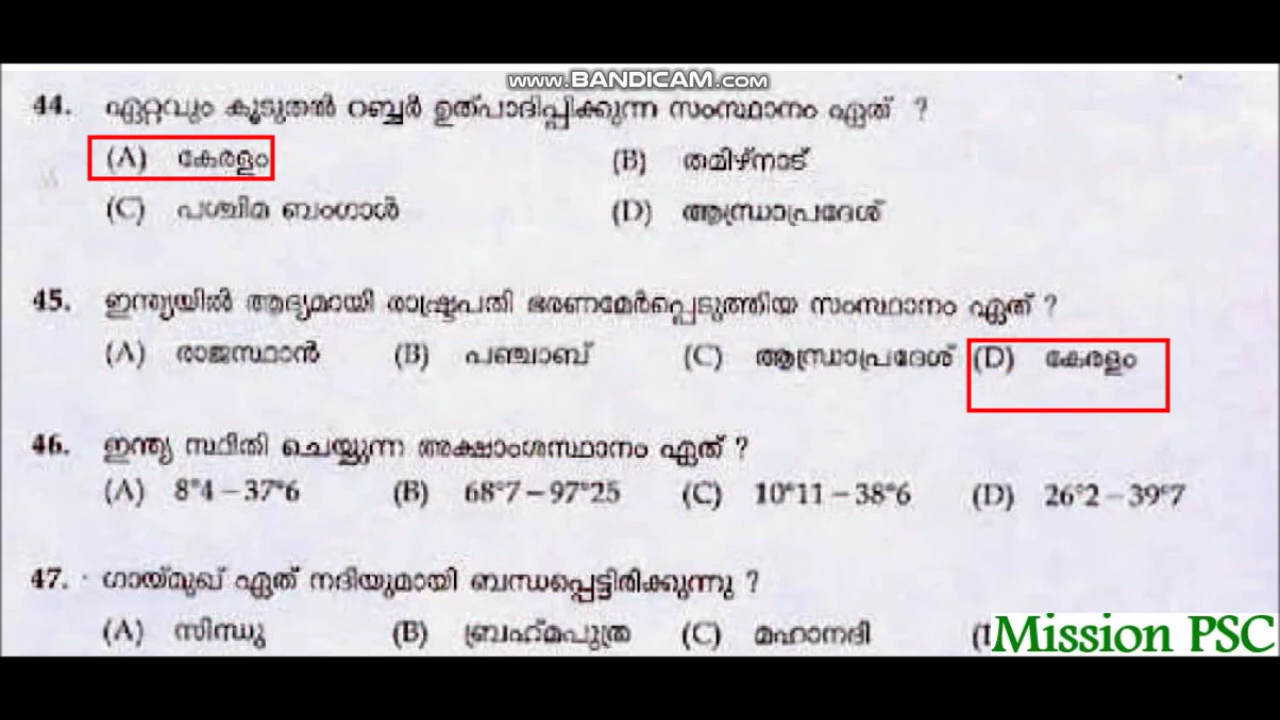 www.BANDICAM.com
44. ഏറ്റവും കൂടുതൽ റബ്ബർ ഉത്പാദിപ്പിക്കുന്ന സംസ്ഥാനം ഏത് ?
(A) കേരളം (B) തമിഴ്നാട്
(C) പശ്ചിമ ബംഗാൾ (D) ആന്ധ്രാപ്രദേശ്
45. ഇന്ത്യയിൽ ആദ്യമായി രാഷ്ട്രപതി ഭരണമേർപ്പെടുത്തിയ സംസ്ഥാനം ഏത് ?
(A) രാജസ്ഥാൻ (B) പഞ്ചാബ് (C) ആന്ധ്രാപ്രദേശ് (D) കേരളം
46. ഇന്ത്യ സ്ഥിതി ചെയ്യുന്ന അക്ഷാംശസ്ഥാനം ഏത് ?
(A) 8°4 – 37°6 (B) 68°7 – 97°25 (C) 10°11 – 38°6 (D) 26°2 – 39°7
47. ഗായ്മുഖ് ഏത് നദിയുമായി ബന്ധപ്പെട്ടിരിക്കുന്നു ?
(A) സിന്ധു (B) ബ്രഹ്മപുത്ര (C) മഹാനദി
Mission PSC